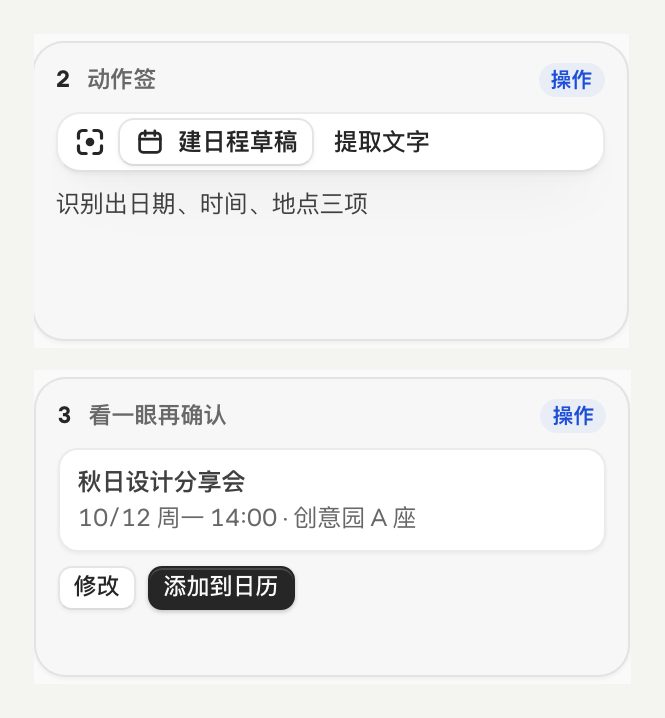 2 动作签 操作
建日程草稿 提取文字
识别出日期、时间、地点三项
3 看一眼再确认 操作
秋日设计分享会
10/12 周一 14:00 · 创意园 A 座
修改 添加到日历